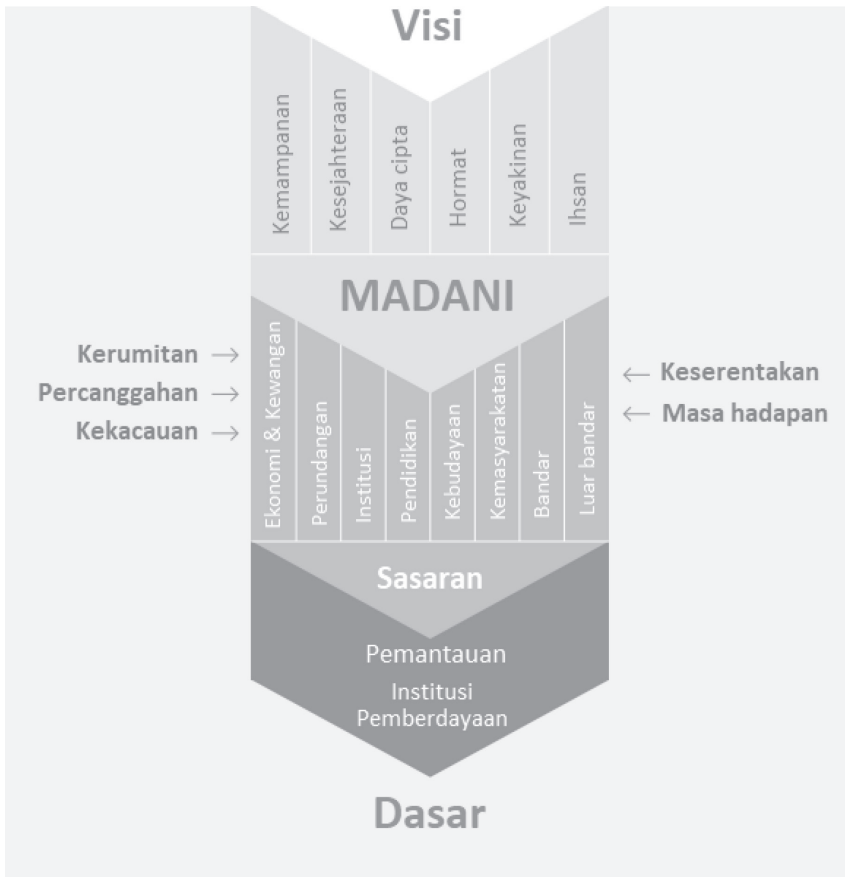 Visi
Kemampanan
Kesejahteraan
Daya cipta
Hormat
Keyakinan
Ihsan
MADANI
Kerumitan →
Percanggahan →
Kekacauan →
Ekonomi & Kewangan
Perundangan
Institusi
Pendidikan
Kebudayaan
Kemasyarakatan
Bandar
Luar bandar
← Keserentakan
← Masa hadapan
Sasaran
Pemantauan
Institusi
Pemberdayaan
Dasar